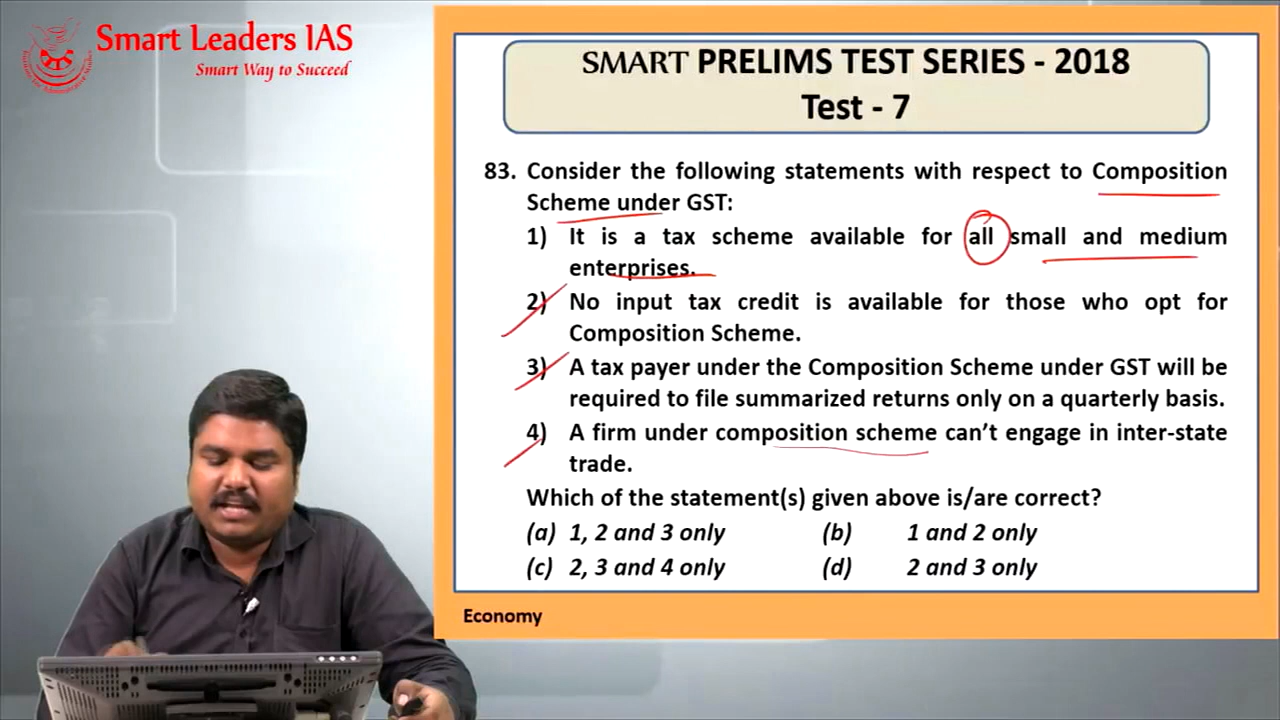 Smart Leaders IAS
Smart Way to Succeed
SMART PRELIMS TEST SERIES - 2018
Test - 7
83. Consider the following statements with respect to Composition
Scheme under GST:
1) It is a tax scheme available for all small and medium
enterprises.
2) No input tax credit is available for those who opt for
Composition Scheme.
3) A tax payer under the Composition Scheme under GST will be
required to file summarized returns only on a quarterly basis.
4) A firm under composition scheme can't engage in inter-state
trade.
Which of the statement(s) given above is/are correct?
(a) 1, 2 and 3 only (b) 1 and 2 only
(c) 2, 3 and 4 only (d) 2 and 3 only
Economy